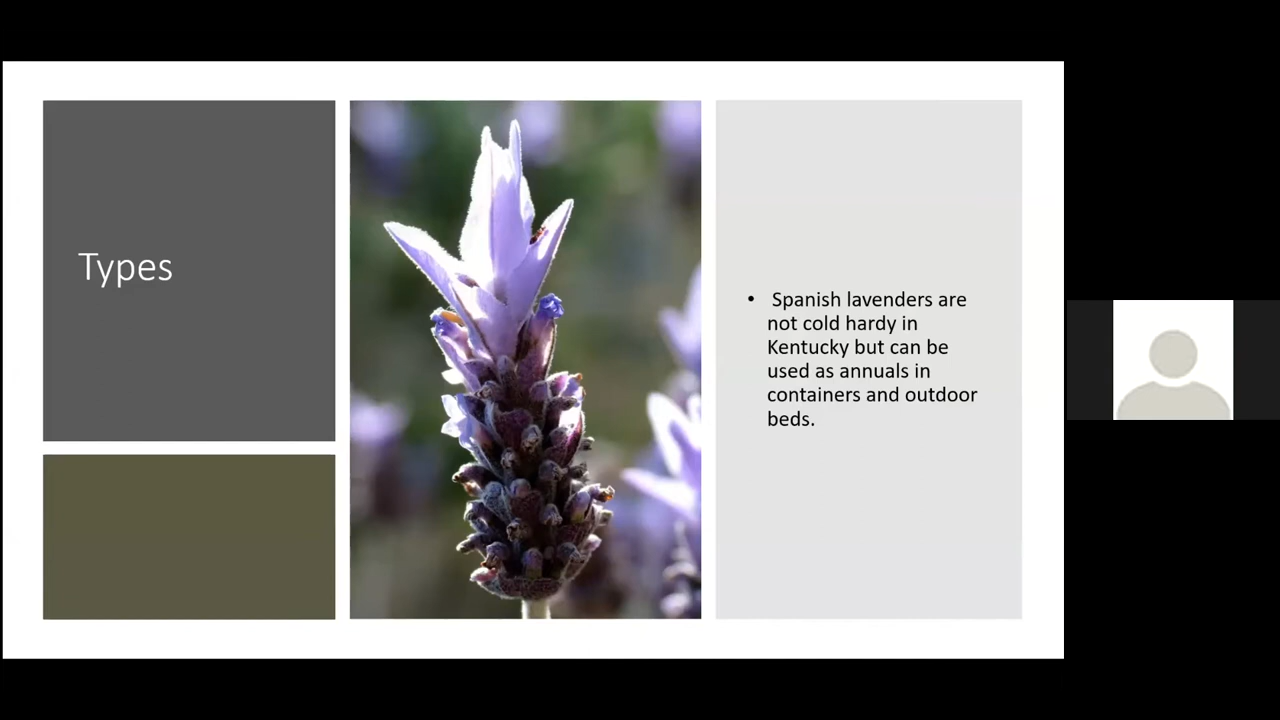 Types
• Spanish lavenders are
not cold hardy in
Kentucky but can be
used as annuals in
containers and outdoor
beds.